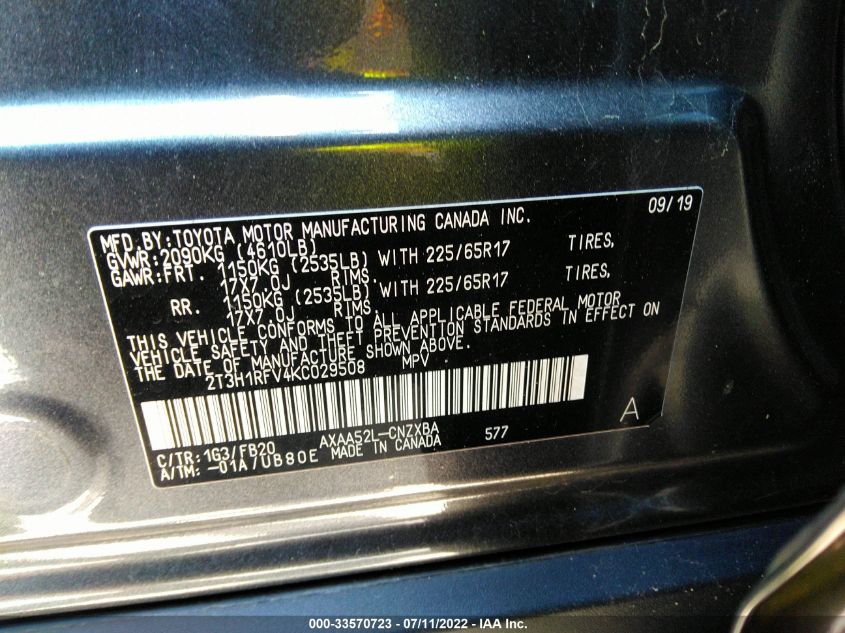 09/19
MFD.BY:TOYOTA MOTOR MANUFACTURING CANADA INC.
GVWR:2090KG (4610LB)
GAWR:FRT. 1150KG (2535LB) WITH 225/65R17 TIRES,
17X7.0J RIMS.
RR. 1150KG (2535LB) WITH 225/65R17 TIRES,
17X7.0J RIMS
THIS VEHICLE CONFORMS TO ALL APPLICABLE FEDERAL MOTOR
VEHICLE SAFETY AND THEFT PREVENTION STANDARDS IN EFFECT ON
THE DATE OF MANUFACTURE SHOWN ABOVE.
2T3H1RFV4KC029508 MPV
A
C/TR:1G3/FB20 AXAA52L-CNZXBA 577
A/TM:-01A/UB80E MADE IN CANADA
000-33570723 - 07/11/2022 - IAA Inc.